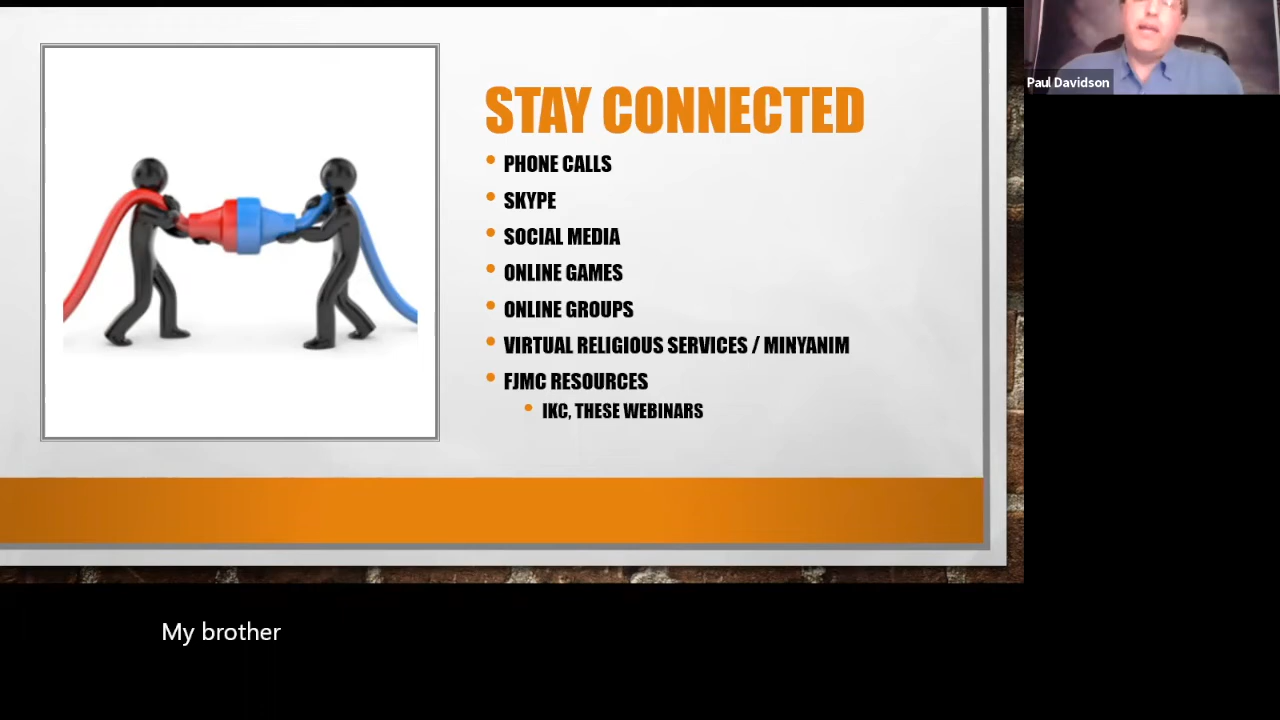 STAY CONNECTED
PHONE CALLS
SKYPE
SOCIAL MEDIA
ONLINE GAMES
ONLINE GROUPS
VIRTUAL RELIGIOUS SERVICES / MINYANIM
FJMC RESOURCES
IKC, THESE WEBINARS
Paul Davidson
My brother